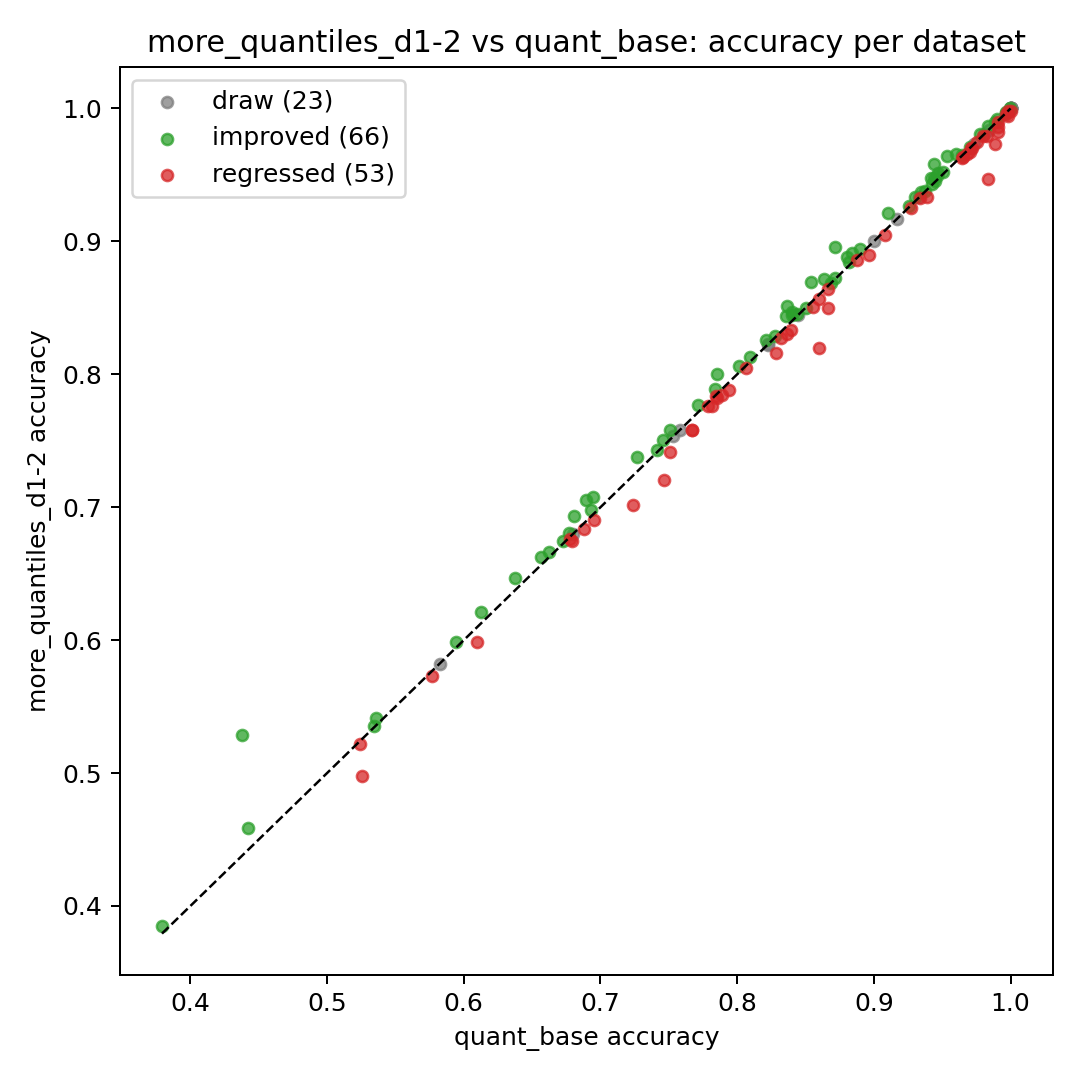 more_quantiles_d1-2 vs quant_base: accuracy per dataset
draw (23)
improved (66)
regressed (53)
more_quantiles_d1-2 accuracy
1.0
0.9
0.8
0.7
0.6
0.5
0.4
0.4 0.5 0.6 0.7 0.8 0.9 1.0
quant_base accuracy